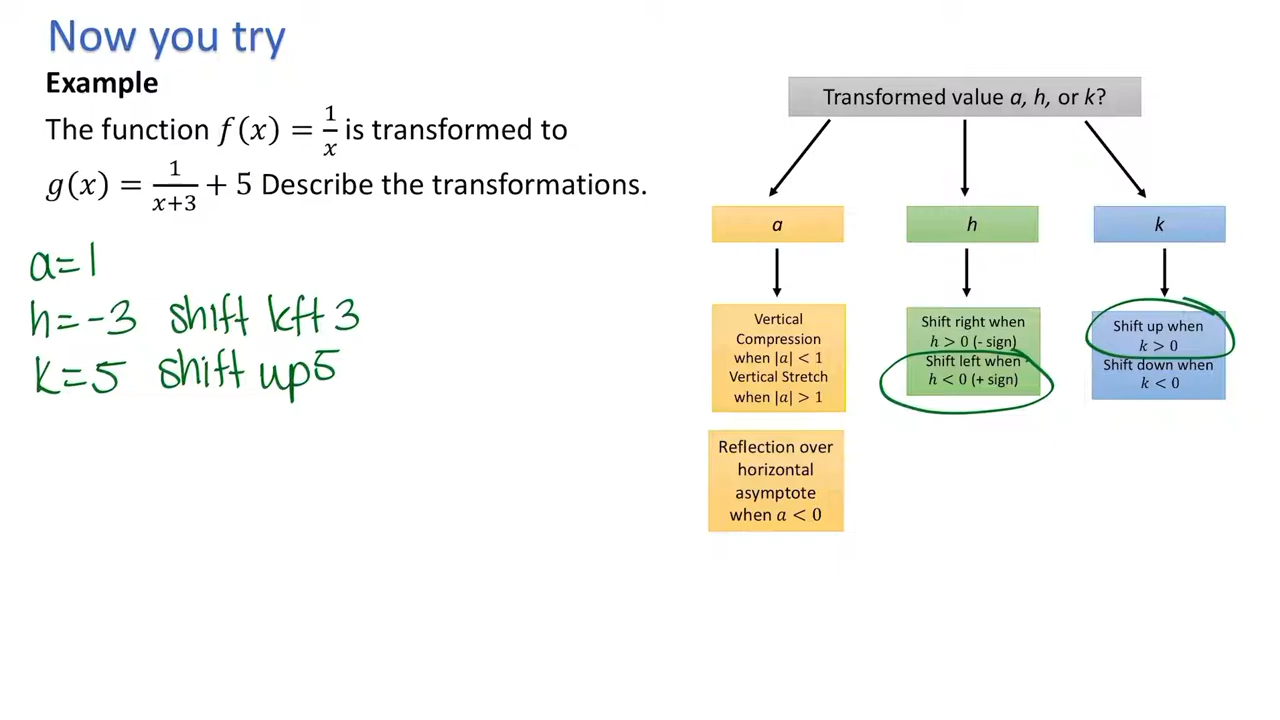 Now you try
Example
The function f(x) = 1/x is transformed to
g(x) = 1/(x+3) + 5 Describe the transformations.
a=1
h=-3 shift left 3
k=5 shift up 5
Transformed value a, h, or k?
a
h
k
Vertical
Compression
when |a| < 1
Vertical Stretch
when |a| > 1
Shift right when
h > 0 (- sign)
Shift left when
h < 0 (+ sign)
Shift up when
k > 0
Shift down when
k < 0
Reflection over
horizontal
asymptote
when a < 0